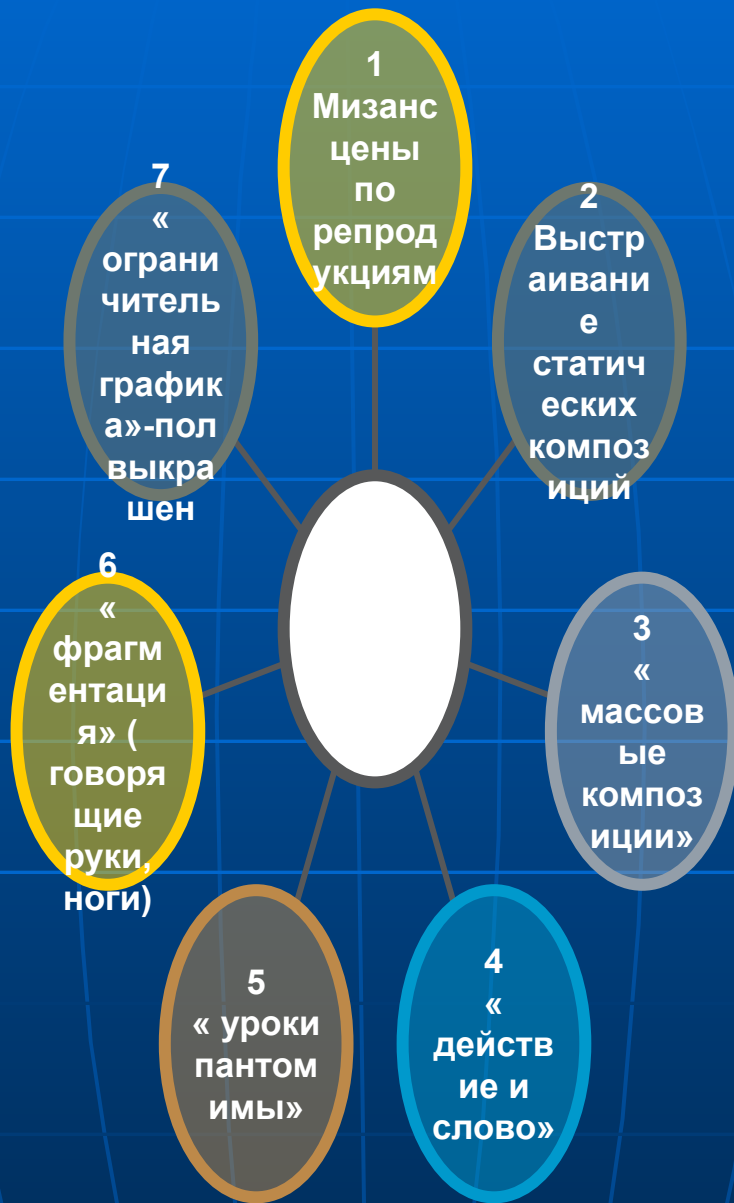 1
Мизанс
цены
по
репрод
укциям
2
Выстр
аивани
е
статич
еских
композ
иций
3
«
массов
ые
композ
иции»
4
«
действ
ие и
слово»
5
« уроки
пантом
имы»
6
«
фрагм
ентаци
я» (
говоря
щие
руки,
ноги)
7
«
ограни
читель
ная
график
а»-пол
выкра
шен